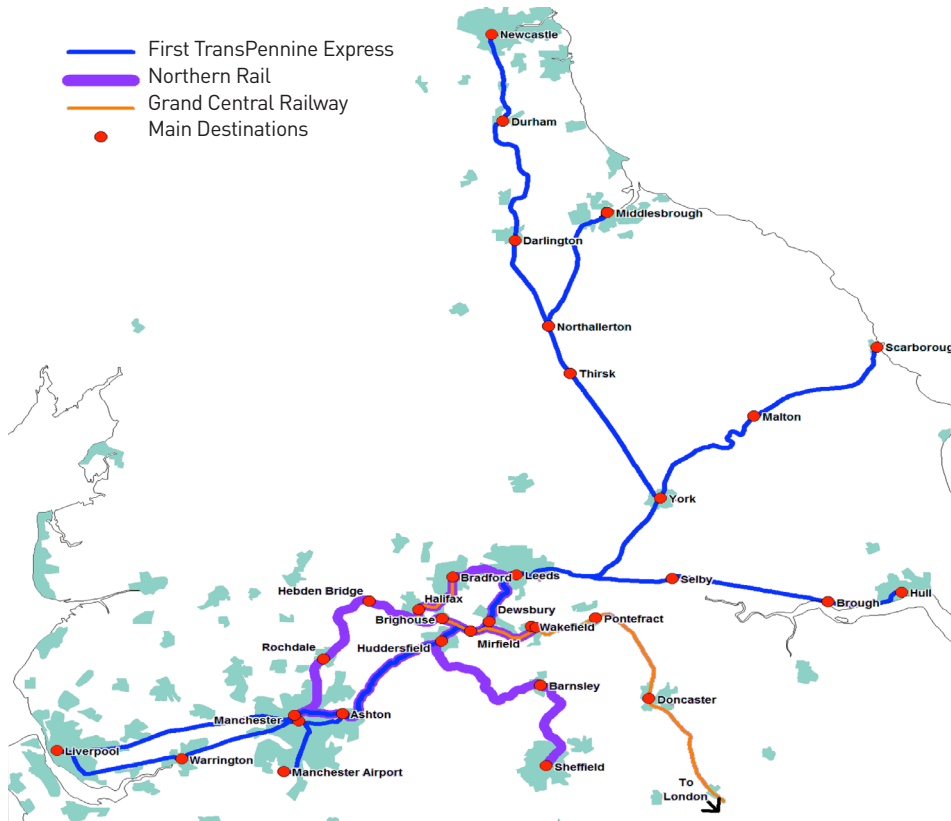 First TransPennine Express
Northern Rail
Grand Central Railway
Main Destinations
Newcastle
Durham
Middlesbrough
Darlington
Northallerton
Thirsk
Scarboroug
Malton
York
Leeds
Bradford
Selby
Hebden Bridge
Halifax
Brighouse
Dewsbury
Hull
Brough
Wakefield
Pontefract
Mirfield
Huddersfield
Rochdale
Barnsley
Doncaster
Manchester
Ashton
Liverpool
Warrington
Manchester Airport
Sheffield
To
London